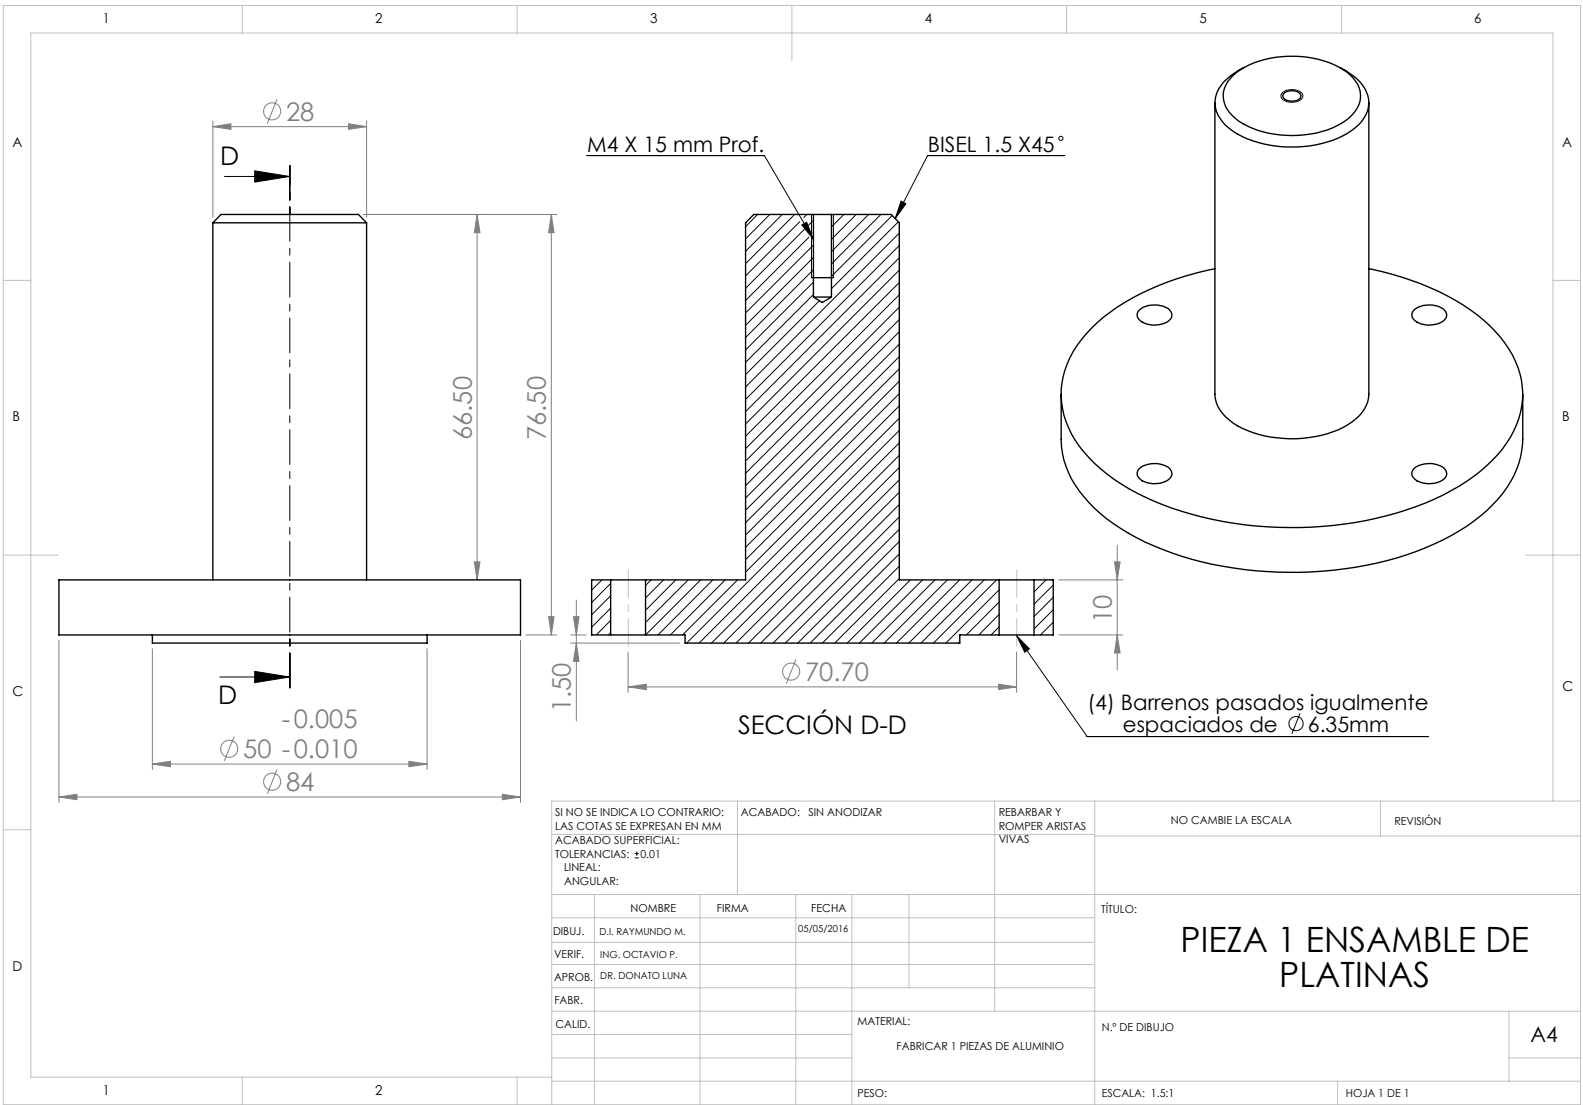 1 2 3 4 5 6
A A
B B
C C
D
1 2
∅28
D
D
66.50
76.50
-0.005
∅50 -0.010
∅84
M4 X 15 mm Prof.
BISEL 1.5 X45°
10
1.50
∅70.70
SECCIÓN D-D
(4) Barrenos pasados igualmente
espaciados de ∅6.35mm
SI NO SE INDICA LO CONTRARIO:
LAS COTAS SE EXPRESAN EN MM
ACABADO SUPERFICIAL:
TOLERANCIAS: ±0.01
LINEAL:
ANGULAR:
ACABADO: SIN ANODIZAR
REBARBAR Y
ROMPER ARISTAS
VIVAS
NO CAMBIE LA ESCALA
REVISIÓN
NOMBRE FIRMA FECHA
DIBUJ. D.I. RAYMUNDO M. 05/05/2016
VERIF. ING. OCTAVIO P.
APROB. DR. DONATO LUNA
FABR.
CALID.
TÍTULO:
PIEZA 1 ENSAMBLE DE
PLATINAS
MATERIAL:
FABRICAR 1 PIEZAS DE ALUMINIO
N.º DE DIBUJO
A4
PESO:
ESCALA: 1.5:1
HOJA 1 DE 1